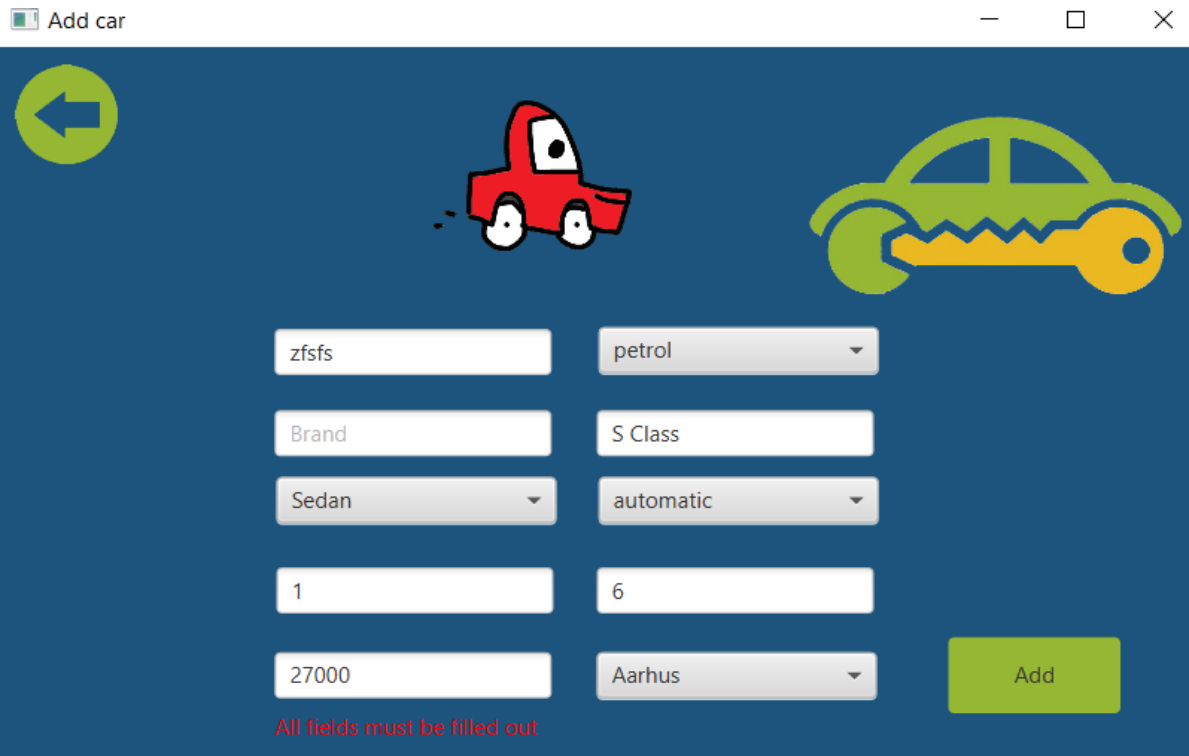 Add car
zfsfs
petrol
Brand
S Class
Sedan
automatic
1
6
27000
Aarhus
Add
All fields must be filled out